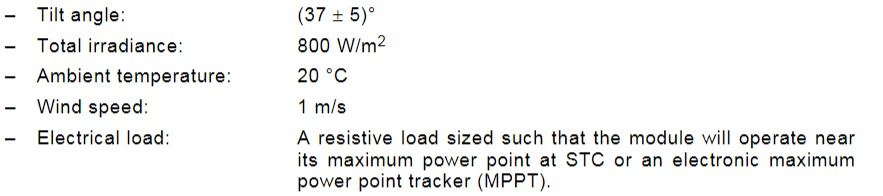 – Tilt angle: (37 ± 5)°
– Total irradiance: 800 W/m²
– Ambient temperature: 20 °C
– Wind speed: 1 m/s
– Electrical load: A resistive load sized such that the module will operate near
its maximum power point at STC or an electronic maximum
power point tracker (MPPT).